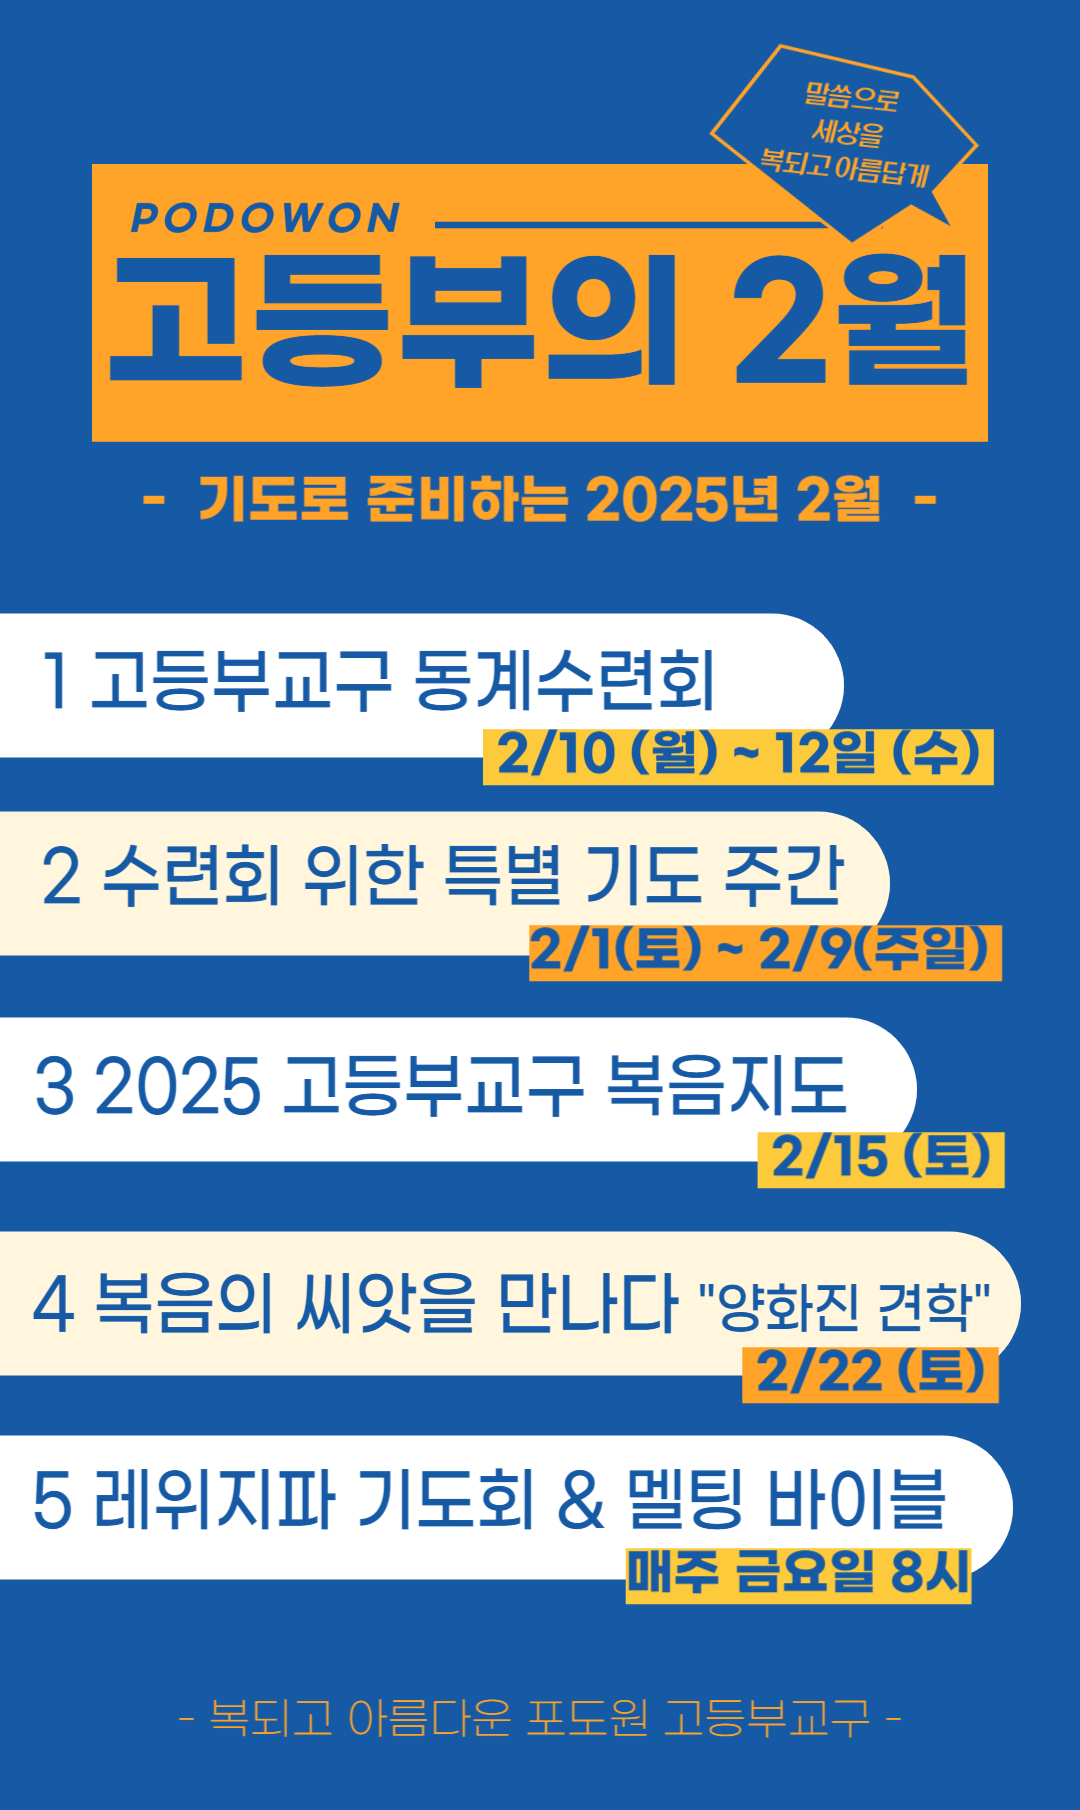 말씀으로
세상을
복되고 아름답게
PODOWON
고등부의 2월
- 기도로 준비하는 2025년 2월 -
1 고등부교구 동계수련회
2/10 (월) ~ 12일 (수)
2 수련회 위한 특별 기도 주간
2/1(토) ~ 2/9(주일)
3 2025 고등부교구 복음지도
2/15 (토)
4 복음의 씨앗을 만나다 "양화진 견학"
2/22 (토)
5 레위지파 기도회 & 멜팅 바이블
매주 금요일 8시
- 복되고 아름다운 포도원 고등부교구 -